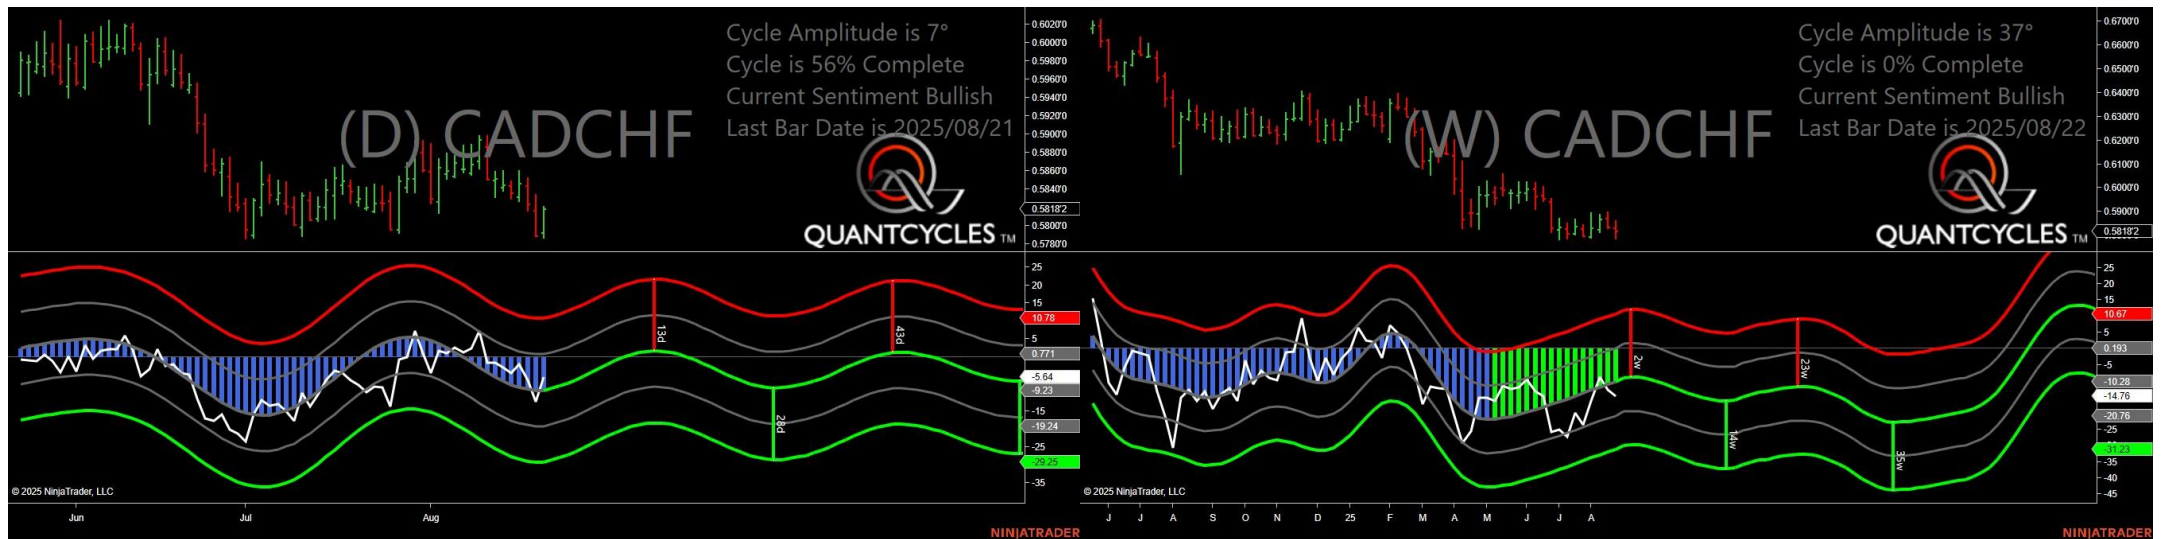 Cycle Amplitude is 7°
Cycle is 56% Complete
Current Sentiment Bullish
Last Bar Date is 2025/08/21
(D) CADCHF
QUANTCYCLES TM
0.6020'0
0.6000'0
0.5980'0
0.5960'0
0.5940'0
0.5920'0
0.5900'0
0.5880'0
0.5860'0
0.5840'0
0.5818'2
0.5800'0
0.5780'0
25
20
15
10.78
5
0.771
-5.64
-9.23
-15
-19.24
-25
-29.25
-35
13d
43d
28d
© 2025 NinjaTrader, LLC
Jun Jul Aug
NINJATRADER
Cycle Amplitude is 37°
Cycle is 0% Complete
Current Sentiment Bullish
Last Bar Date is 2025/08/22
(W) CADCHF
QUANTCYCLES TM
0.6700'0
0.6600'0
0.6500'0
0.6400'0
0.6300'0
0.6200'0
0.6100'0
0.6000'0
0.5900'0
0.5818'2
25
20
15
10.67
5
0.193
-5
-10.28
-14.76
-20.76
-25
-31.23
-35
-40
-45
2w
23w
14w
35w
© 2025 NinjaTrader, LLC
J J A S O N D 25 F M A M J J A
NINJATRADER